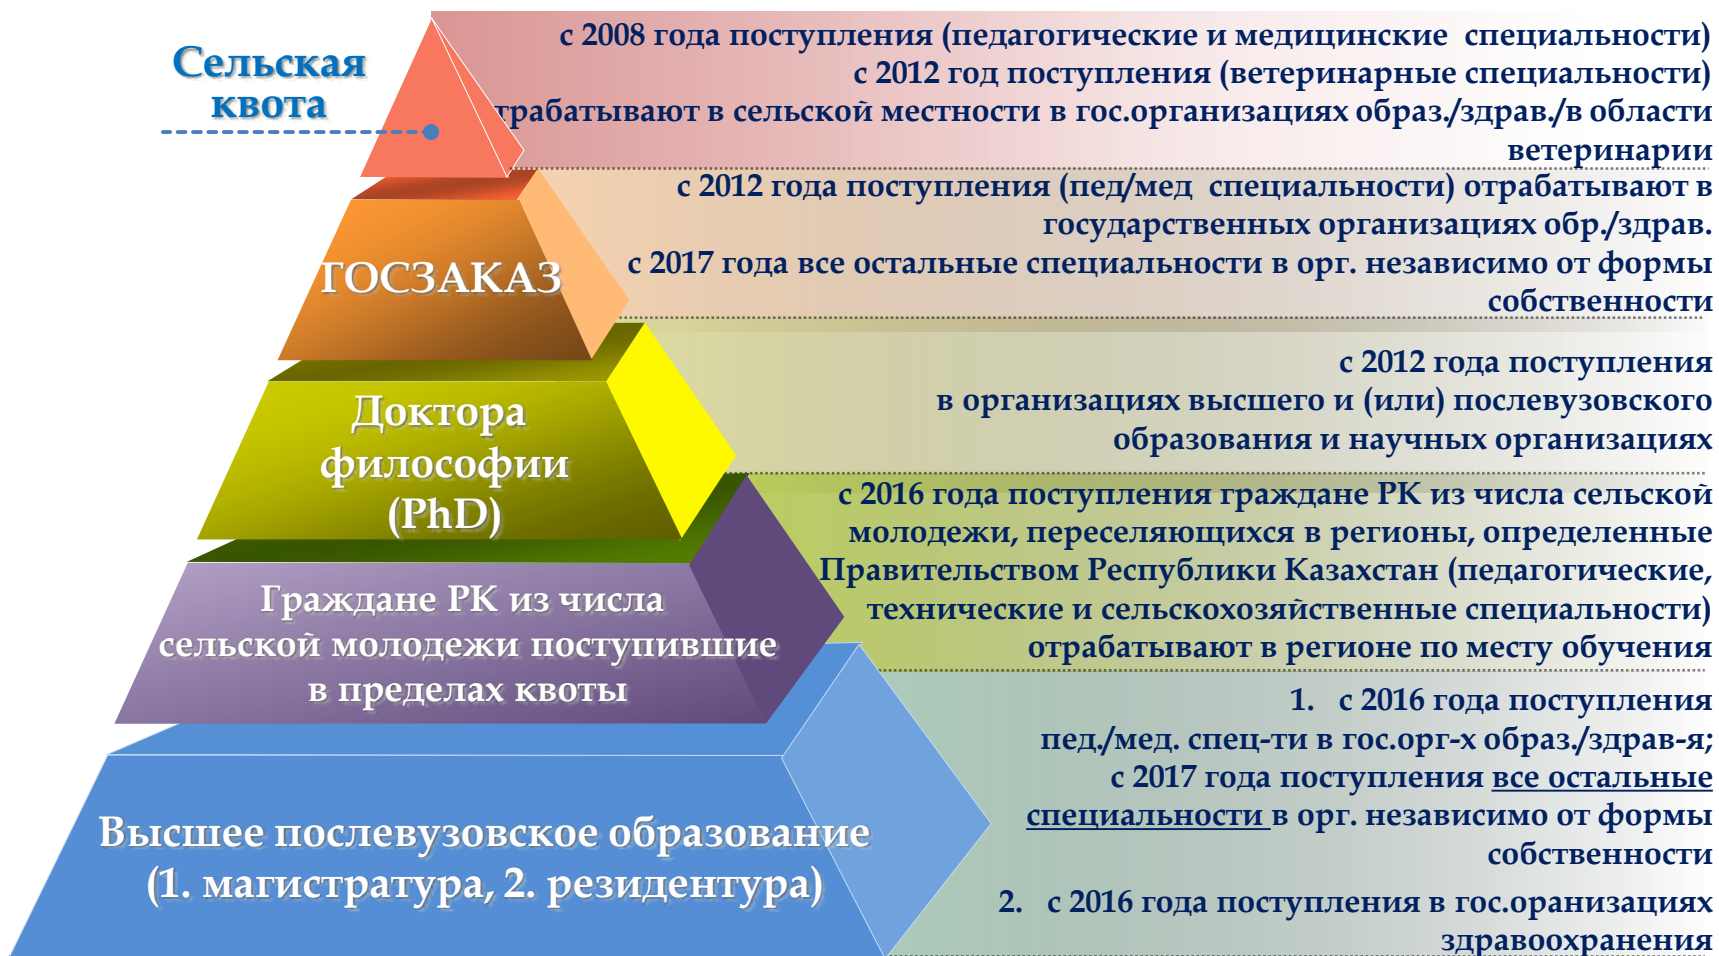 Сельская
квота
с 2008 года поступления (педагогические и медицинские специальности)
с 2012 год поступления (ветеринарные специальности)
трабатывают в сельской местности в гос.организациях образ./здрав./в области
ветеринарии
ГОСЗАКАЗ
с 2012 года поступления (пед/мед специальности) отрабатывают в
государственных организациях обр./здрав.
с 2017 года все остальные специальности в орг. независимо от формы
собственности
Доктора
философии
(PhD)
с 2012 года поступления
в организациях высшего и (или) послевузовского
образования и научных организациях
Граждане РК из числа
сельской молодежи поступившие
в пределах квоты
с 2016 года поступления граждане РК из числа сельской
молодежи, переселяющихся в регионы, определенные
Правительством Республики Казахстан (педагогические,
технические и сельскохозяйственные специальности)
отрабатывают в регионе по месту обучения
Высшее послевузовское образование
(1. магистратура, 2. резидентура)
1. с 2016 года поступления
пед./мед. спец-ти в гос.орг-х образ./здрав-я;
с 2017 года поступления все остальные
специальности в орг. независимо от формы
собственности
2. с 2016 года поступления в гос.оранизациях
здравоохранения